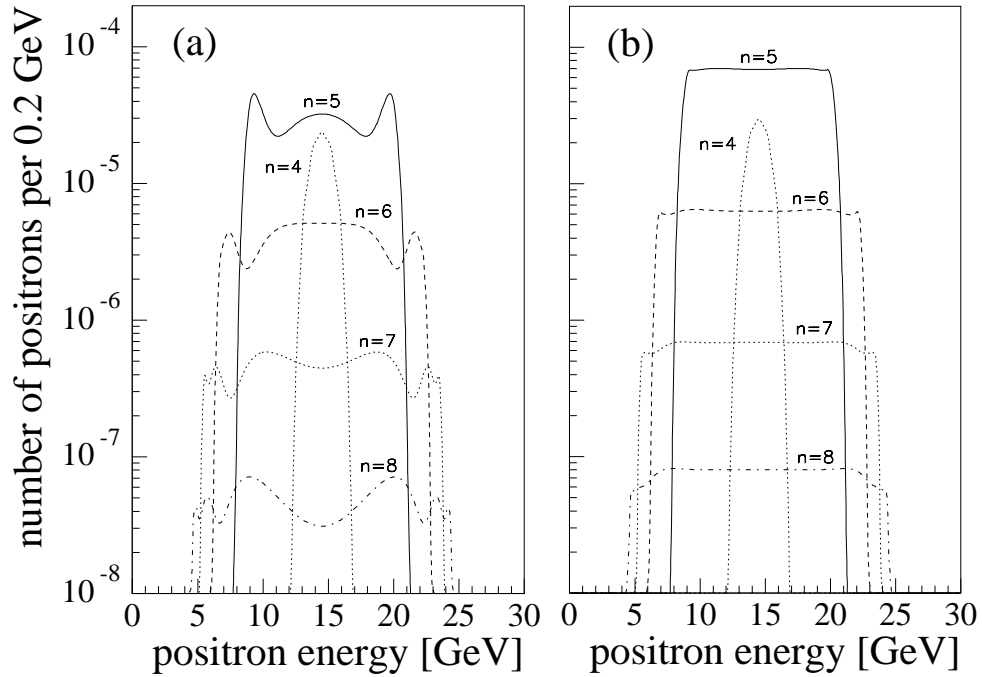 number of positrons per 0.2 GeV
10^-4
10^-5
10^-6
10^-7
10^-8
(a)
n=5
n=4
n=6
n=7
n=8
0 5 10 15 20 25 30
positron energy [GeV]
(b)
n=5
n=4
n=6
n=7
n=8
0 5 10 15 20 25 30
positron energy [GeV]